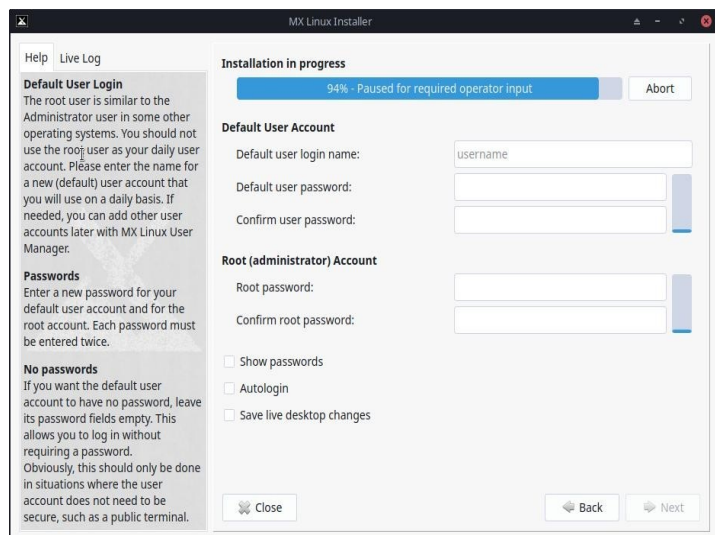 MX Linux Installer
Help
Live Log
Default User Login
The root user is similar to the
Administrator user in some other
operating systems. You should not
use the root user as your daily user
account. Please enter the name for
a new (default) user account that
you will use on a daily basis. If
needed, you can add other user
accounts later with MX Linux User
Manager.
Passwords
Enter a new password for your
default user account and for the
root account. Each password must
be entered twice.
No passwords
If you want the default user
account to have no password, leave
its password fields empty. This
allows you to log in without
requiring a password.
Obviously, this should only be done
in situations where the user
account does not need to be
secure, such as a public terminal.
Installation in progress
94% - Paused for required operator input
Abort
Default User Account
Default user login name:
username
Default user password:
Confirm user password:
Root (administrator) Account
Root password:
Confirm root password:
Show passwords
Autologin
Save live desktop changes
Close
Back
Next